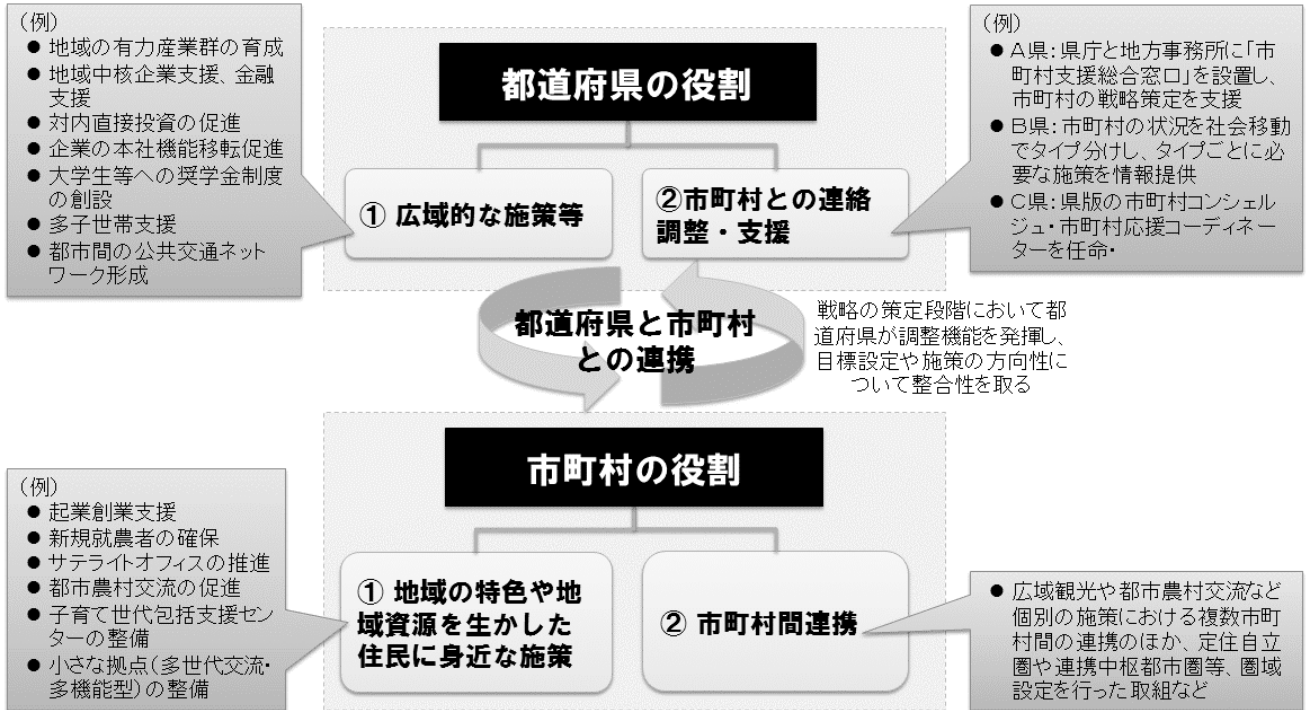 （例）
● 地域の有力産業群の育成
● 地域中核企業支援、金融
支援
● 対内直接投資の促進
● 企業の本社機能移転促進
● 大学生等への奨学金制度
の創設
● 多子世帯支援
● 都市間の公共交通ネット
ワーク形成
都道府県の役割
① 広域的な施策等
②市町村との連絡
調整・支援
（例）
● A県：県庁と地方事務所に「市
町村支援総合窓口」を設置し、
市町村の戦略策定を支援
● B県：市町村の状況を社会移動
でタイプ分けし、タイプごとに必
要な施策を情報提供
● C県：県版の市町村コンシェル
ジュ・市町村応援コーディネー
ターを任命・
都道府県と市町村
との連携
戦略の策定段階において都
道府県が調整機能を発揮し、
目標設定や施策の方向性に
ついて整合性を取る
市町村の役割
（例）
● 起業創業支援
● 新規就農者の確保
● サテライトオフィスの推進
● 都市農村交流の促進
● 子育て世代包括支援セン
ターの整備
● 小さな拠点（多世代交流・
多機能型）の整備
① 地域の特色や地
域資源を生かした
住民に身近な施策
② 市町村間連携
● 広域観光や都市農村交流など
個別の施策における複数市町
村間の連携のほか、定住自立
圏や連携中枢都市圏等、圏域
設定を行った取組など